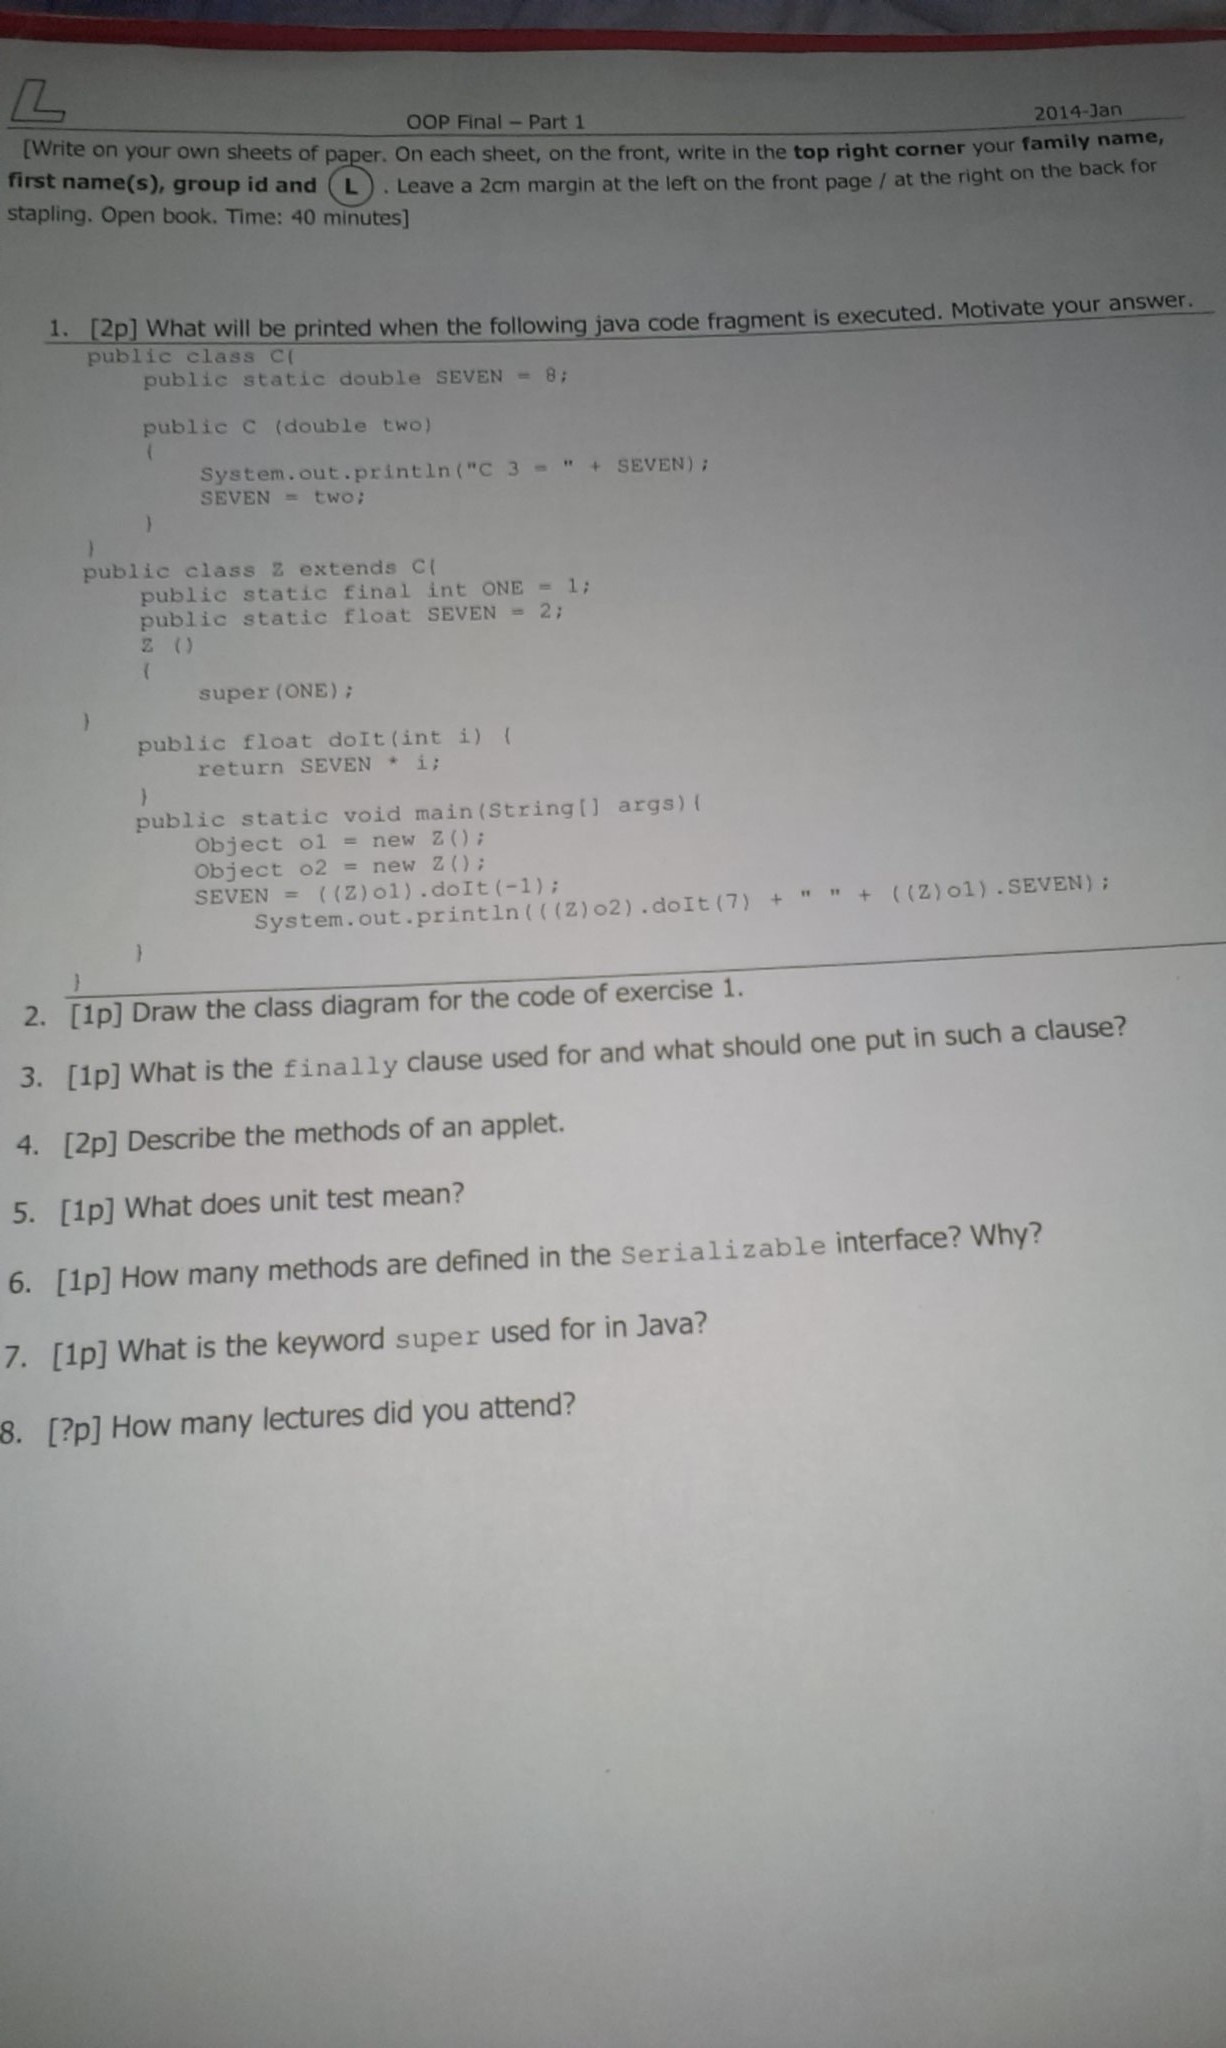 L
OOP Final – Part 1
2014-Jan
[Write on your own sheets of paper. On each sheet, on the front, write in the top right corner your family name,
first name(s), group id and L . Leave a 2cm margin at the left on the front page / at the right on the back for
stapling. Open book. Time: 40 minutes]
1. [2p] What will be printed when the following java code fragment is executed. Motivate your answer.
public class C{
public static double SEVEN = 8;
public C (double two)
{
System.out.println("C 3 = " + SEVEN);
SEVEN = two;
}
}
public class Z extends C{
public static final int ONE = 1;
public static float SEVEN = 2;
Z ()
{
super(ONE);
}
public float doIt(int i) {
return SEVEN * i;
}
public static void main(String[] args){
Object o1 = new Z();
Object o2 = new Z();
SEVEN = ((Z)o1).doIt(-1);
System.out.println(((Z)o2).doIt(7) + " " + ((Z)o1).SEVEN);
}
}
2. [1p] Draw the class diagram for the code of exercise 1.
3. [1p] What is the finally clause used for and what should one put in such a clause?
4. [2p] Describe the methods of an applet.
5. [1p] What does unit test mean?
6. [1p] How many methods are defined in the Serializable interface? Why?
7. [1p] What is the keyword super used for in Java?
8. [?p] How many lectures did you attend?